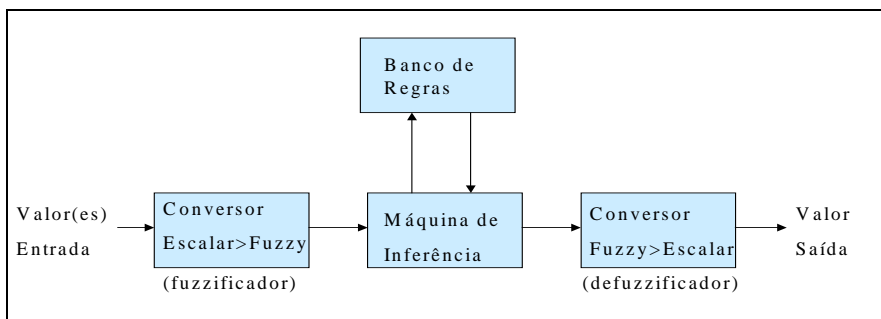 Banco de
Regras
Valor(es)
Entrada
Conversor
Escalar>Fuzzy
(fuzzificador)
Máquina de
Inferência
Conversor
Fuzzy>Escalar
(defuzzificador)
Valor
Saída